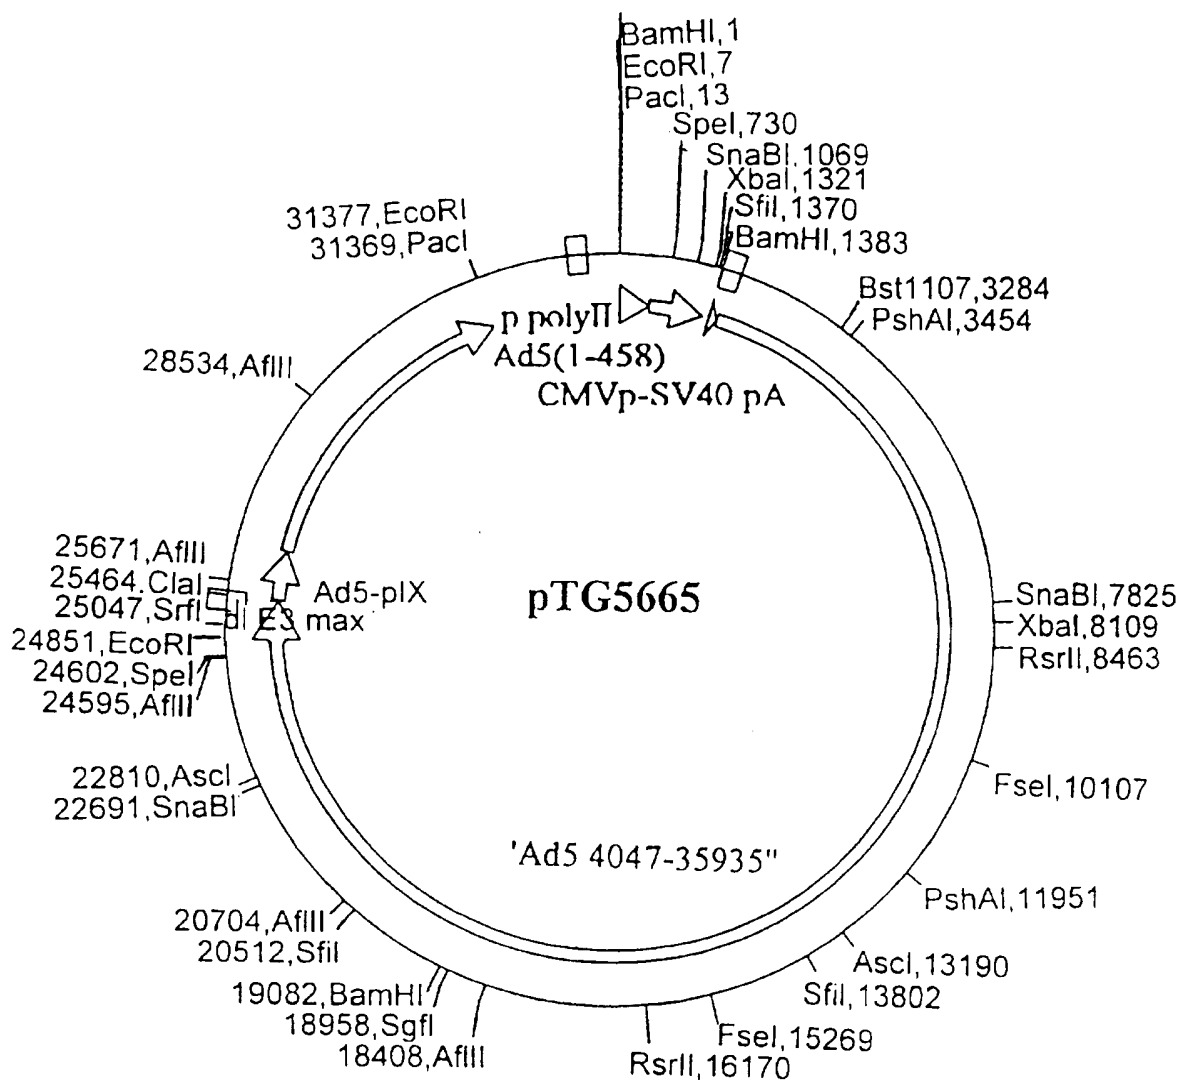 BamHI,1
EcoRI,7
PacI,13
SpeI,730
SnaBI,1069
XbaI,1321
SfiI,1370
BamHI,1383
31377,EcoRI
31369,PacI
Bst1107,3284
PshAI,3454
p polyII
Ad5(1-458)
CMVp-SV40 pA
28534,AflII
25671,AflII
25464,ClaI
25047,SrfI
24851,EcoRI
24602,SpeI
24595,AflII
Ad5-pIX
dl E3 max
pTG5665
SnaBI,7825
XbaI,8109
RsrII,8463
22810,AscI
22691,SnaBI
FseI,10107
'Ad5 4047-35935"
PshAI,11951
20704,AflII
20512,SfiI
AscI,13190
SfiI,13802
19082,BamHI
18958,SgfI
18408,AflII
FseI,15269
RsrII,16170